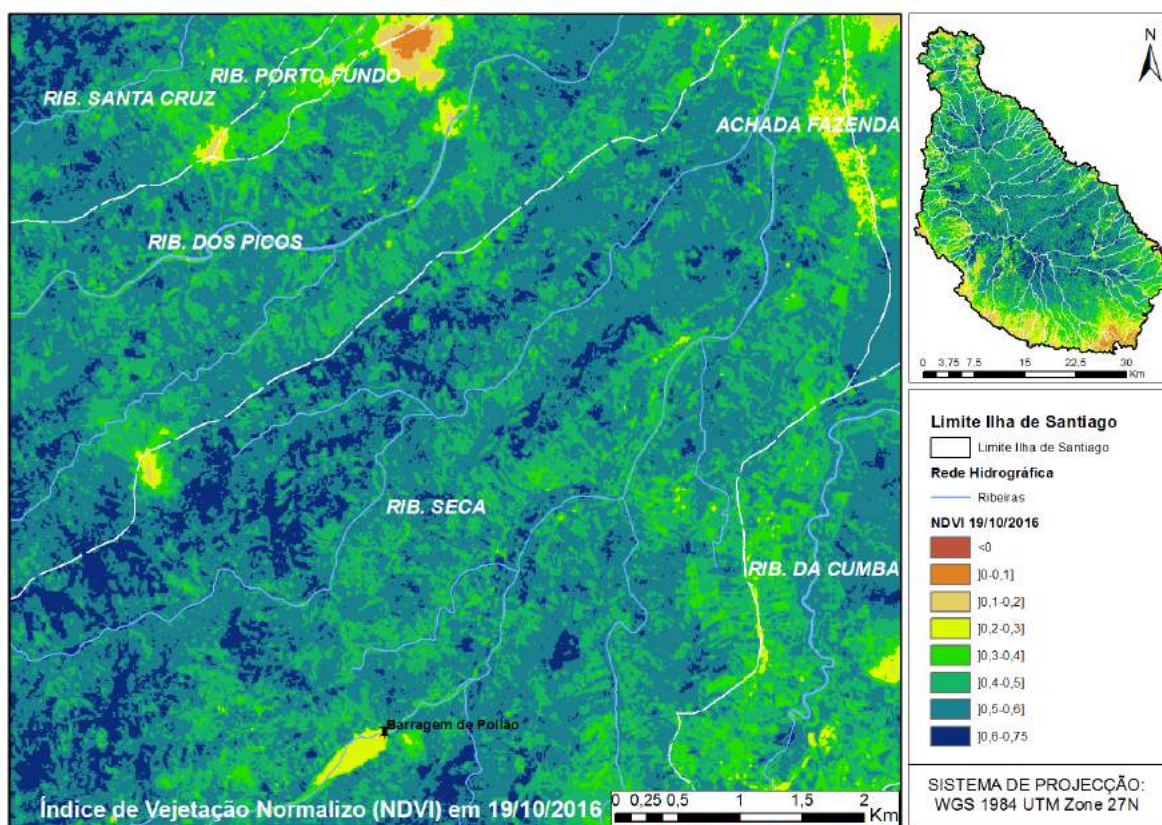 RIB. PORTO FUNDO
RIB. SANTA CRUZ
ACHADA FAZENDA
RIB. DOS PICOS
RIB. SECA
RIB. DA CUMBA
Barragem de Poilão
Índice de Vejetação Normalizo (NDVI) em 19/10/2016
0 0,25 0,5 1 1,5 2
Km
N
0 3,75 7,5 15 22,5 30
Km
Limite Ilha de Santiago
Limite Ilha de Santiago
Rede Hidrográfica
Ribeiras
NDVI 19/10/2016
<0
]0-0,1]
]0,1-0,2]
]0,2-0,3]
]0,3-0,4]
]0,4-0,5]
]0,5-0,6]
]0,6-0,75
SISTEMA DE PROJECÇÃO:
WGS 1984 UTM Zone 27N